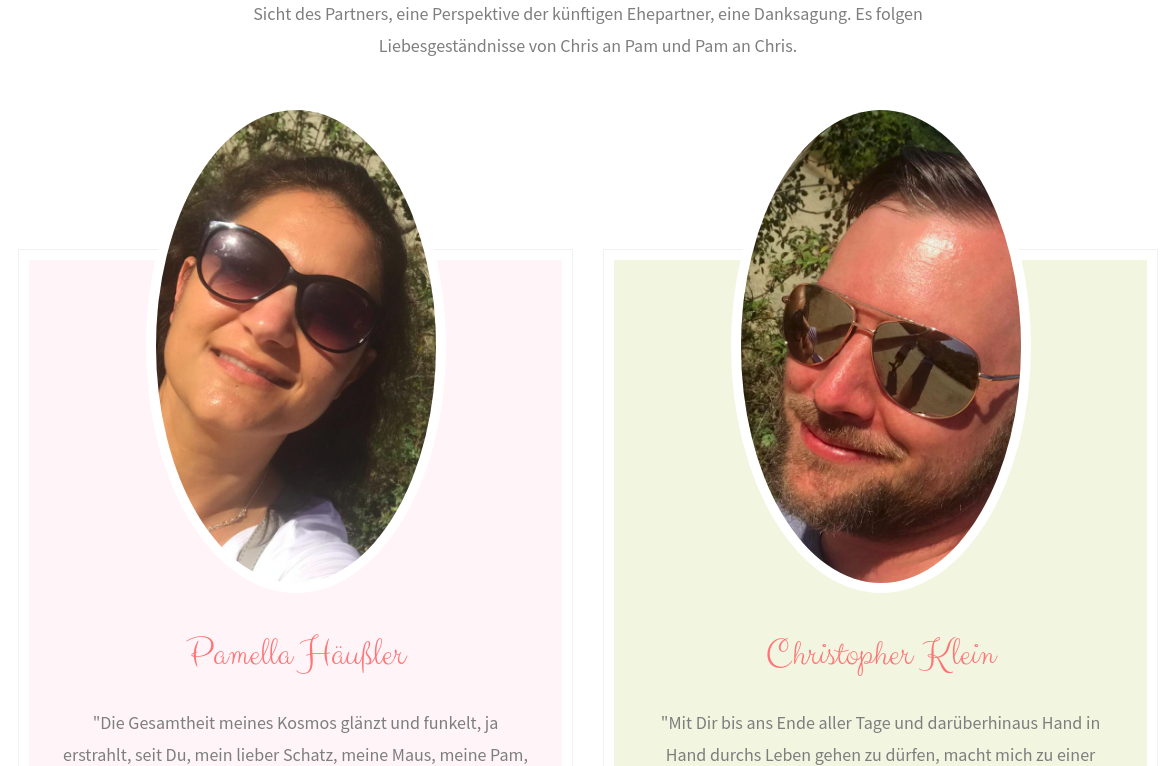 Sicht des Partners, eine Perspektive der künftigen Ehepartner, eine Danksagung. Es folgen
Liebesgeständnisse von Chris an Pam und Pam an Chris.
Pamella Häußler
"Die Gesamtheit meines Kosmos glänzt und funkelt, ja
erstrahlt, seit Du, mein lieber Schatz, meine Maus, meine Pam,
Christopher Klein
"Mit Dir bis ans Ende aller Tage und darüberhinaus Hand in
Hand durchs Leben gehen zu dürfen, macht mich zu einer